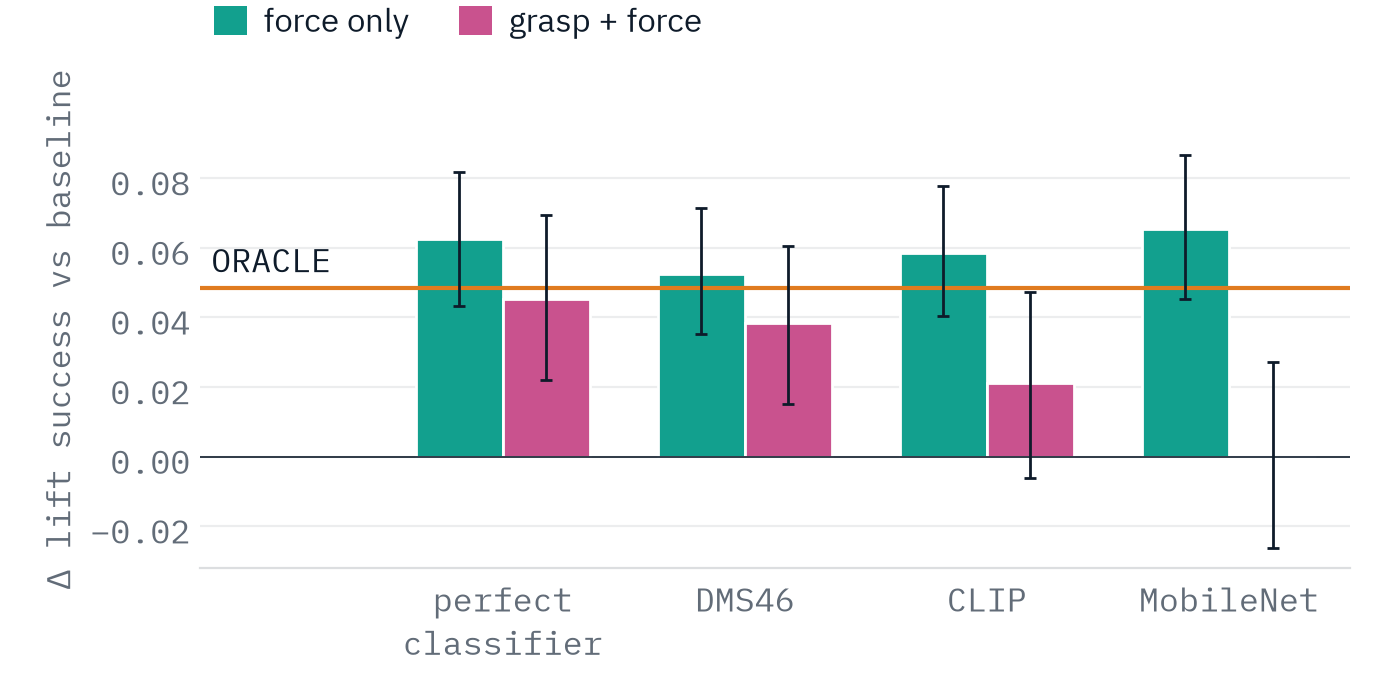 force only
grasp + force
Δ lift success vs baseline
0.08
0.06
0.04
0.02
0.00
−0.02
ORACLE
perfect classifier
DMS46
CLIP
MobileNet